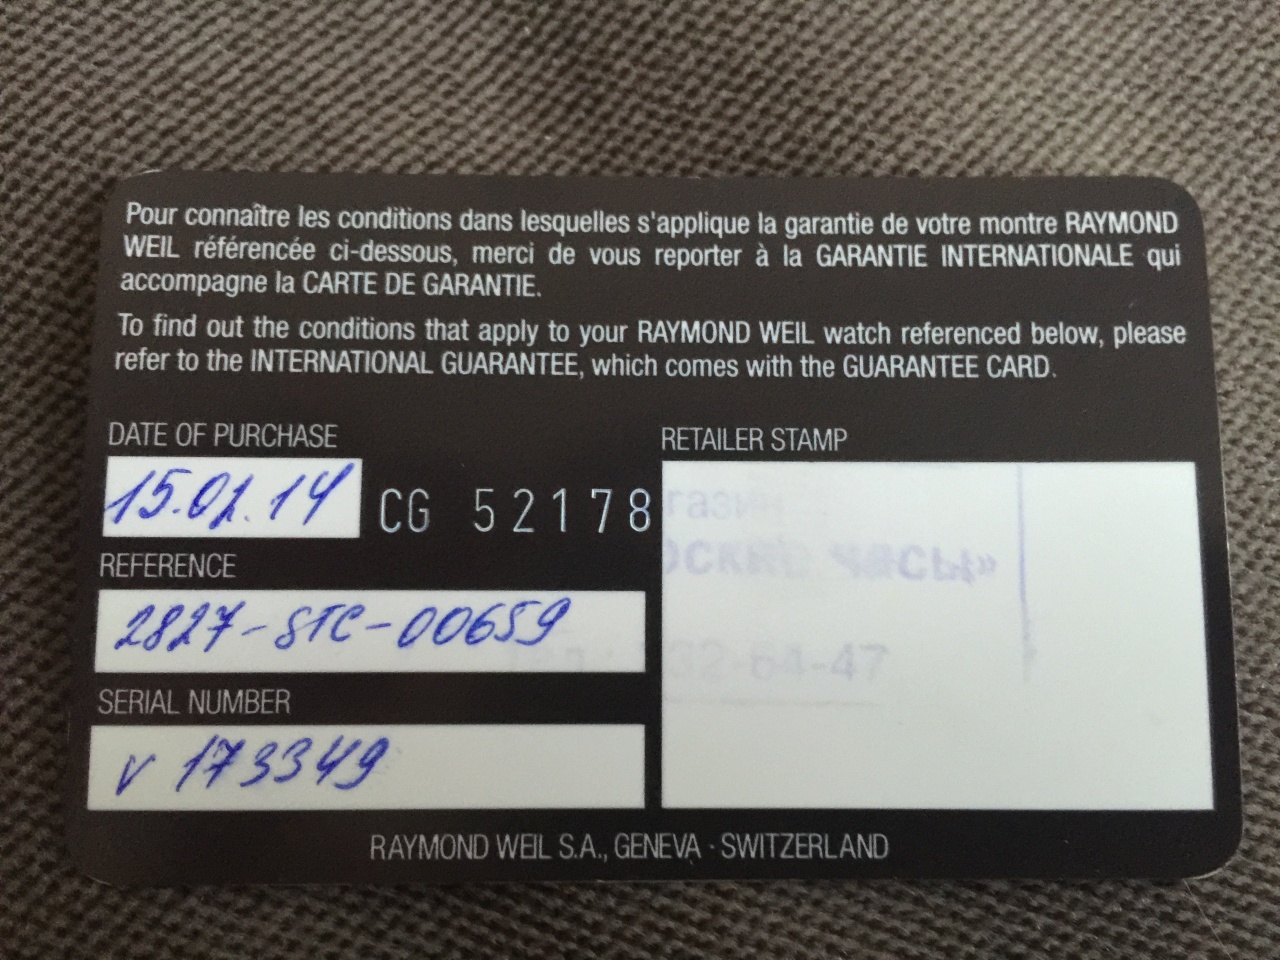 Pour connaître les conditions dans lesquelles s'applique la garantie de votre montre RAYMOND
WEIL référencée ci-dessous, merci de vous reporter à la GARANTIE INTERNATIONALE qui
accompagne la CARTE DE GARANTIE.
To find out the conditions that apply to your RAYMOND WEIL watch referenced below, please
refer to the INTERNATIONAL GUARANTEE, which comes with the GUARANTEE CARD.
DATE OF PURCHASE
15.02.14
CG 52178
REFERENCE
2827-STC-00659
SERIAL NUMBER
V 173349
RETAILER STAMP
часы»
RAYMOND WEIL S.A., GENEVA - SWITZERLAND